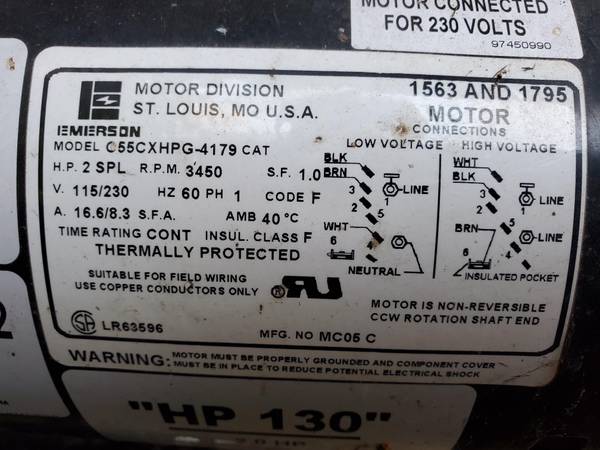 MOTOR CONNECTED
FOR 230 VOLTS
97450990
MOTOR DIVISION
ST. LOUIS, MO U.S.A.
1563 AND 1795
MOTOR
CONNECTIONS
EMERSON
LOW VOLTAGE HIGH VOLTAGE
MODEL C55CXHPG-4179 CAT
H.P. 2 SPL R.P.M. 3450 S.F. 1.0
V. 115/230 HZ 60 PH 1 CODE F
A. 16.6/8.3 S.F.A. AMB 40°C
TIME RATING CONT INSUL. CLASS F
THERMALLY PROTECTED
BLK
BRN
3
2
5
1
LINE
WHT
6
NEUTRAL
WHT
BLK
3
2
1
LINE
5
BRN
LINE
4
6
INSULATED POCKET
SUITABLE FOR FIELD WIRING
USE COPPER CONDUCTORS ONLY
MOTOR IS NON-REVERSIBLE
CCW ROTATION SHAFT END
LR63596
MFG. NO MC05 C
WARNING: MOTOR MUST BE PROPERLY GROUNDED AND COMPONENT COVER
MUST BE IN PLACE TO REDUCE POTENTIAL ELECTRICAL SHOCK
"HP 130"
2.0 HP